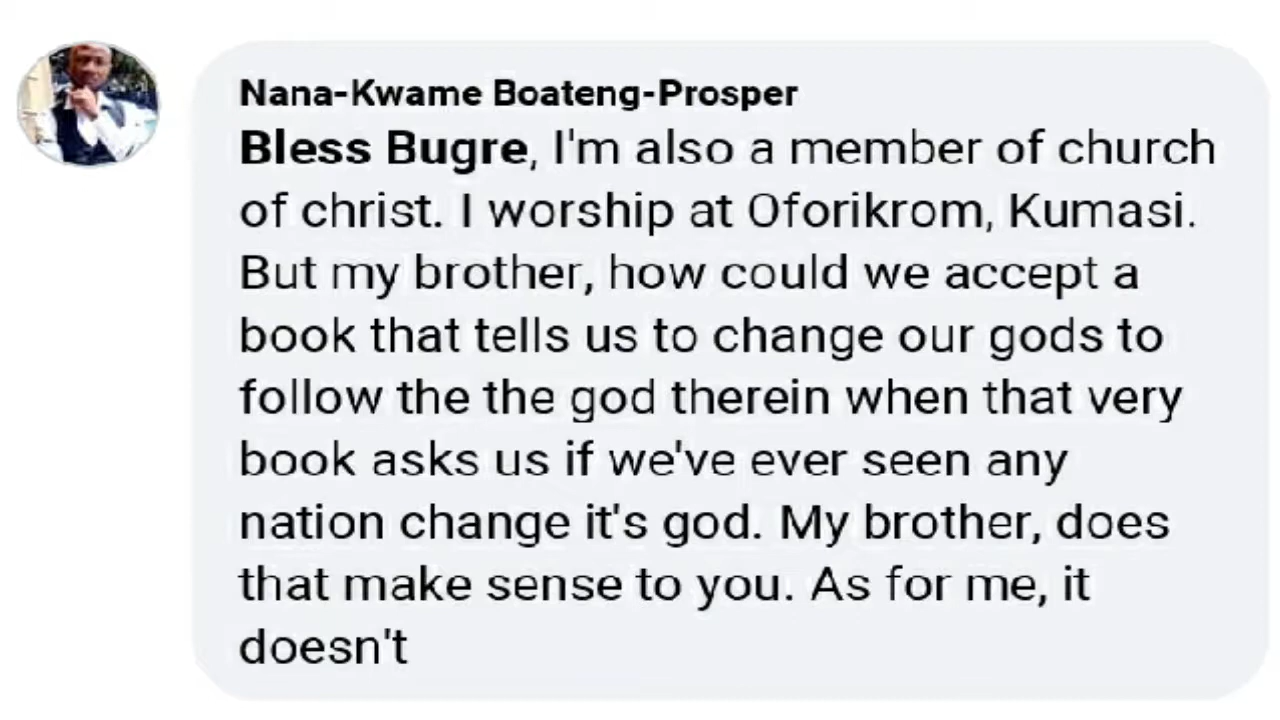 Nana-Kwame Boateng-Prosper
Bless Bugre, I'm also a member of church
of christ. I worship at Oforikrom, Kumasi.
But my brother, how could we accept a
book that tells us to change our gods to
follow the the god therein when that very
book asks us if we've ever seen any
nation change it's god. My brother, does
that make sense to you. As for me, it
doesn't